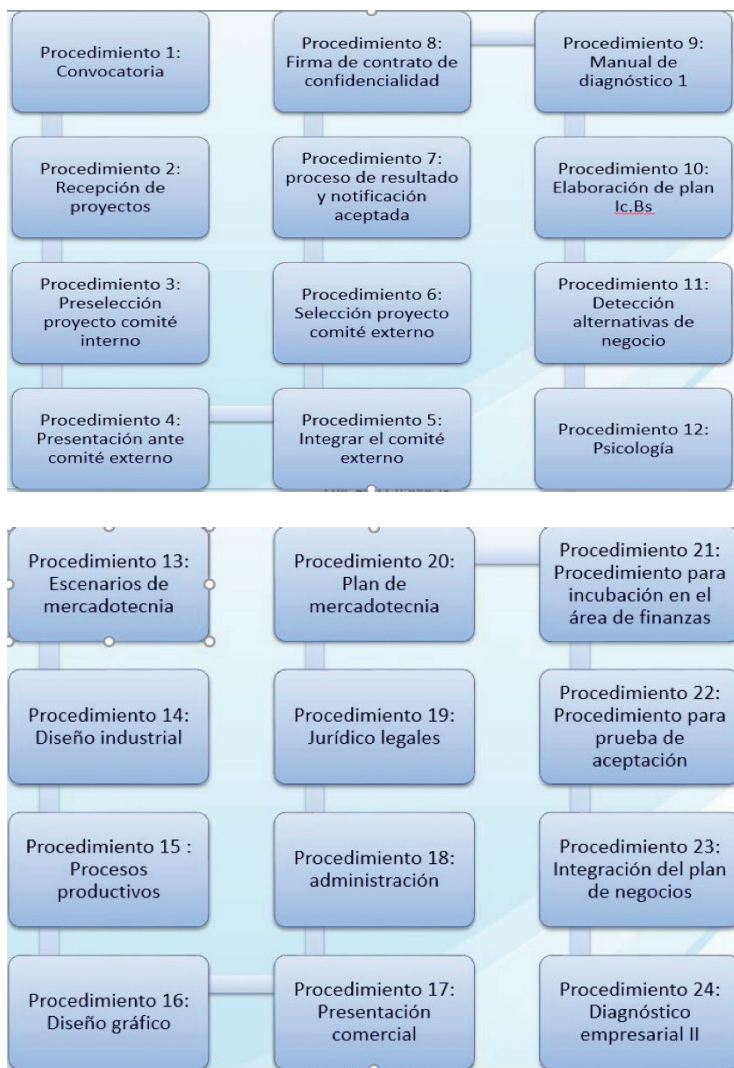 Procedimiento 1:
Convocatoria
Procedimiento 2:
Recepción de
proyectos
Procedimiento 3:
Preselección
proyecto comité
interno
Procedimiento 4:
Presentación ante
comité externo
Procedimiento 5:
Integrar el comité
externo
Procedimiento 6:
Selección proyecto
comité externo
Procedimiento 7:
proceso de resultado
y notificación
aceptada
Procedimiento 8:
Firma de contrato de
confidencialidad
Procedimiento 9:
Manual de
diagnóstico 1
Procedimiento 10:
Elaboración de plan
Ic.Bs
Procedimiento 11:
Detección
alternativas de
negocio
Procedimiento 12:
Psicología
Procedimiento 13:
Escenarios de
mercadotecnia
Procedimiento 14:
Diseño industrial
Procedimiento 15 :
Procesos
productivos
Procedimiento 16:
Diseño gráfico
Procedimiento 17:
Presentación
comercial
Procedimiento 18:
administración
Procedimiento 19:
Jurídico legales
Procedimiento 20:
Plan de
mercadotecnia
Procedimiento 21:
Procedimiento para
incubación en el
área de finanzas
Procedimiento 22:
Procedimiento para
prueba de
aceptación
Procedimiento 23:
Integración del plan
de negocios
Procedimiento 24:
Diagnóstico
empresarial II